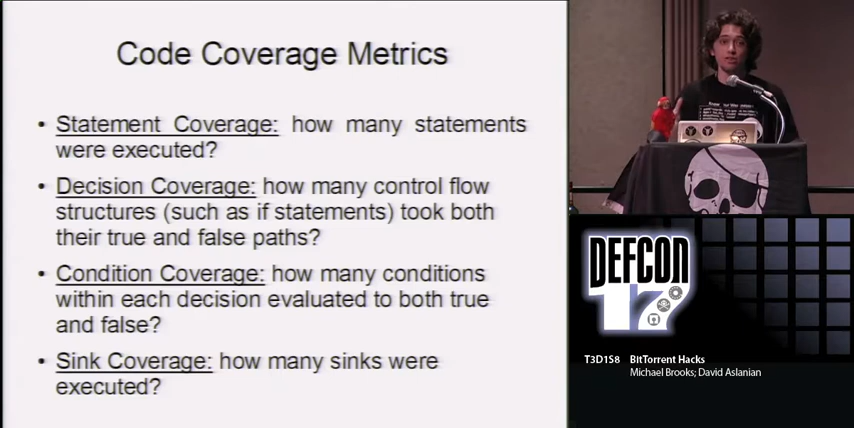 Code Coverage Metrics
• Statement Coverage: how many statements
were executed?
• Decision Coverage: how many control flow
structures (such as if statements) took both
their true and false paths?
• Condition Coverage: how many conditions
within each decision evaluated to both true
and false?
• Sink Coverage: how many sinks were
executed?
DEFCON
17
T3D1S8 BitTorrent Hacks
Michael Brooks; David Aslanian